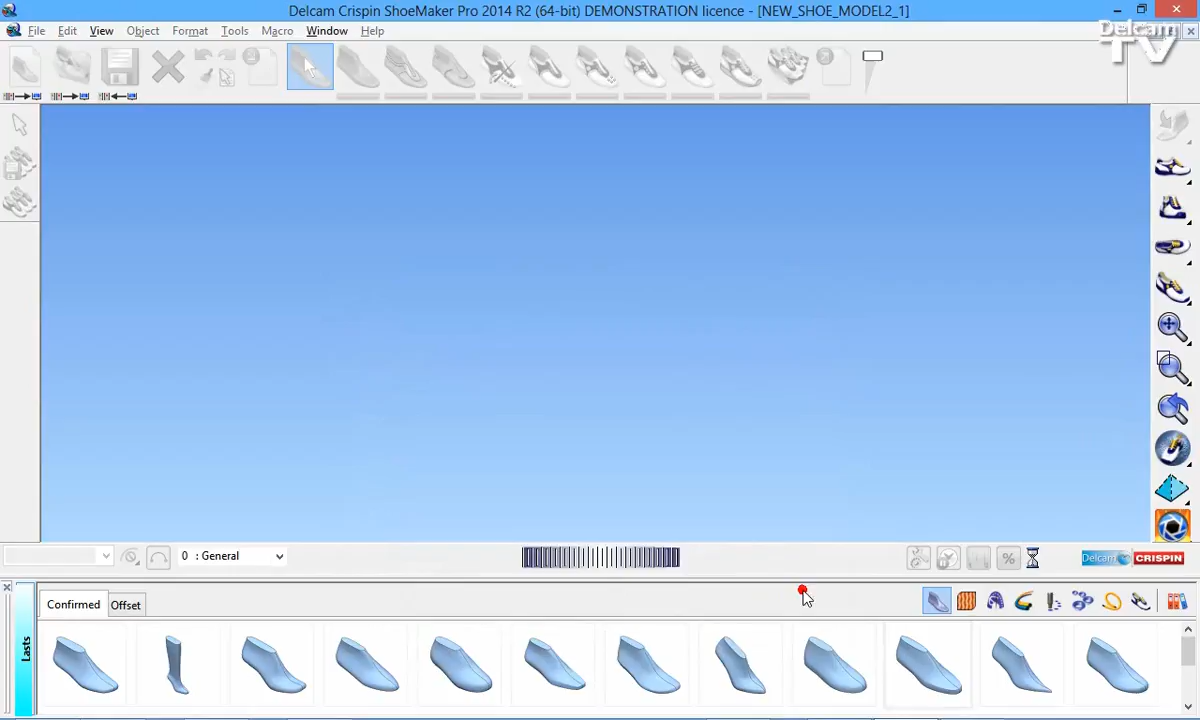 Delcam Crispin ShoeMaker Pro 2014 R2 (64-bit) DEMONSTRATION licence - [NEW_SHOE_MODEL2_1]
File Edit View Object Format Tools Macro Window Help
Delcam
TV
0 : General
%
Delcam CRISPIN
Confirmed Offset
Lasts